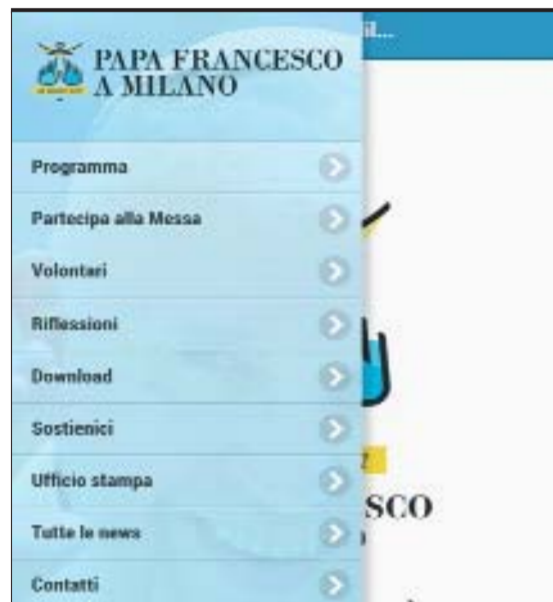 PAPA FRANCESCO
A MILANO
Programma
Partecipa alla Messa
Volontari
Riflessioni
Download
Sostienici
Ufficio stampa
Tutte le news
Contatti
SCO